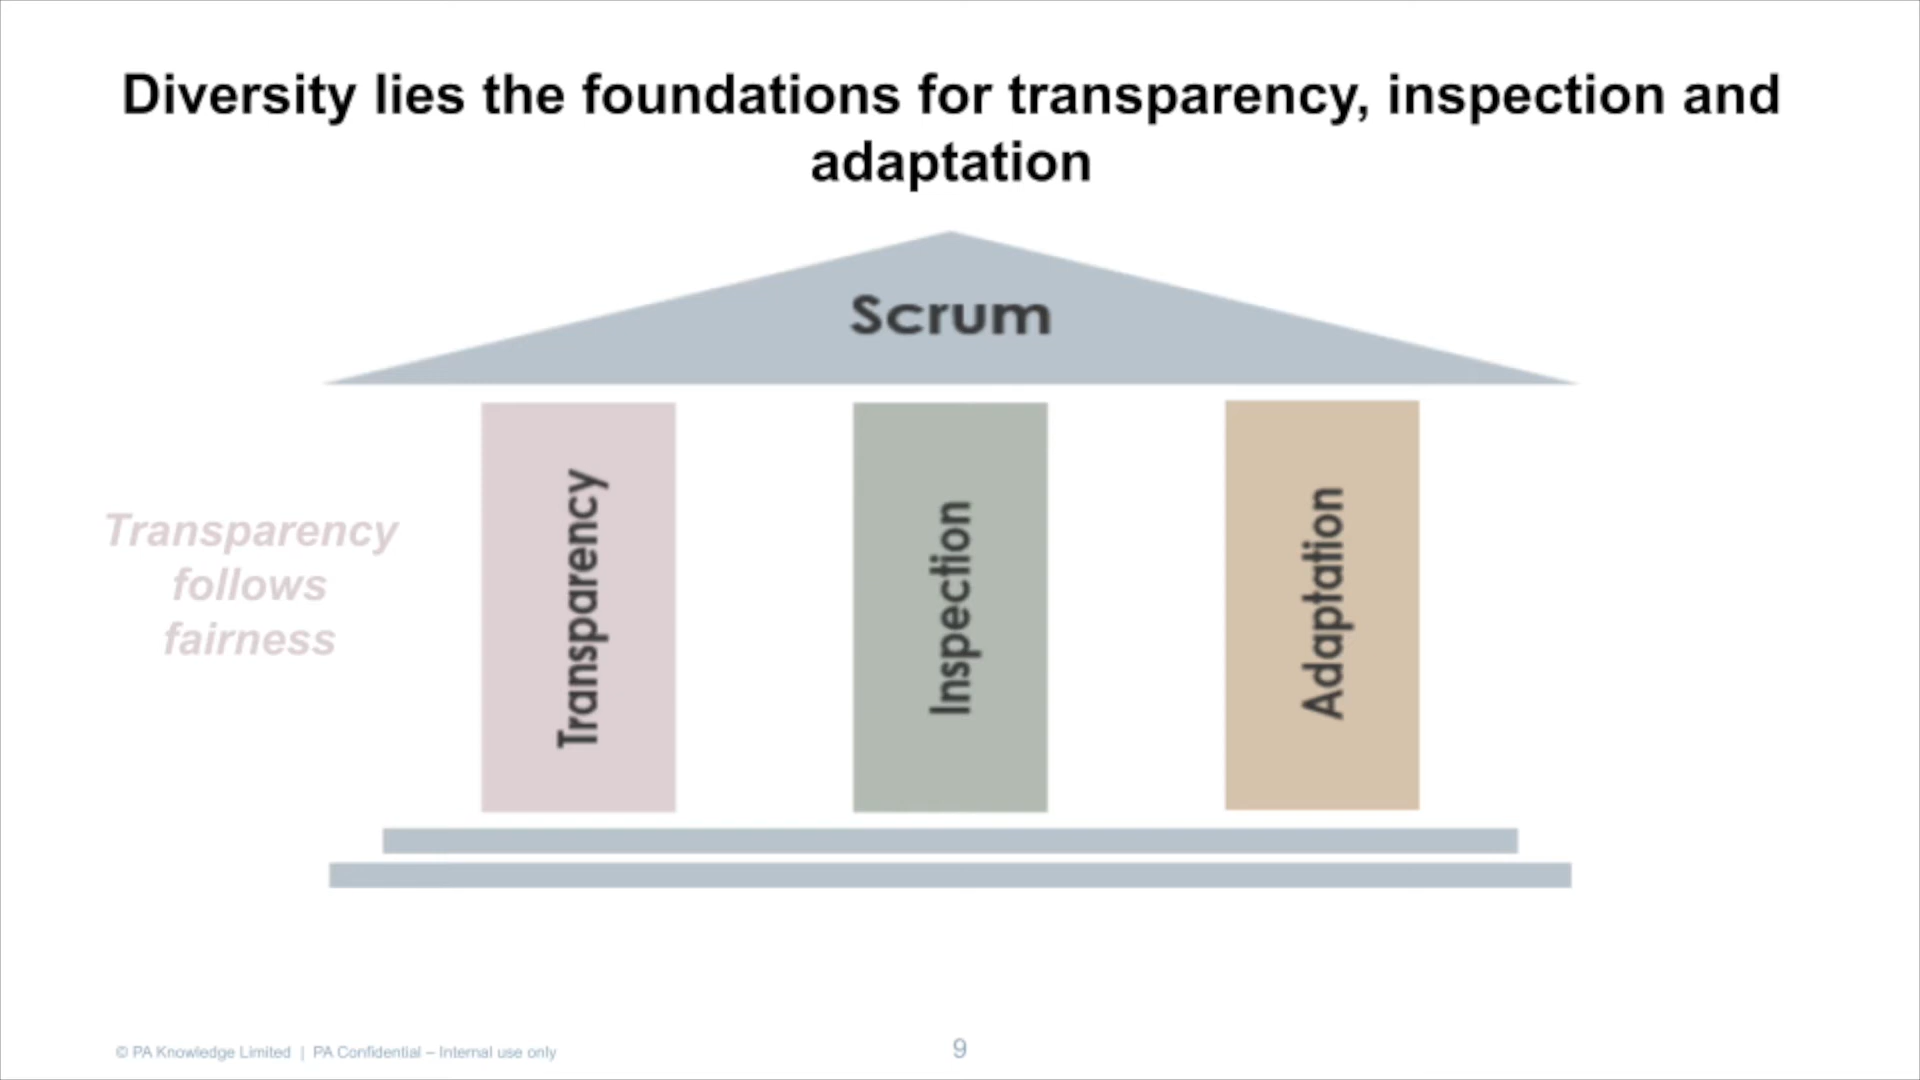 Diversity lies the foundations for transparency, inspection and
adaptation
Scrum
Transparency
follows
fairness
Transparency
Inspection
Adaptation
© PA Knowledge Limited | PA Confidential – Internal use only
9